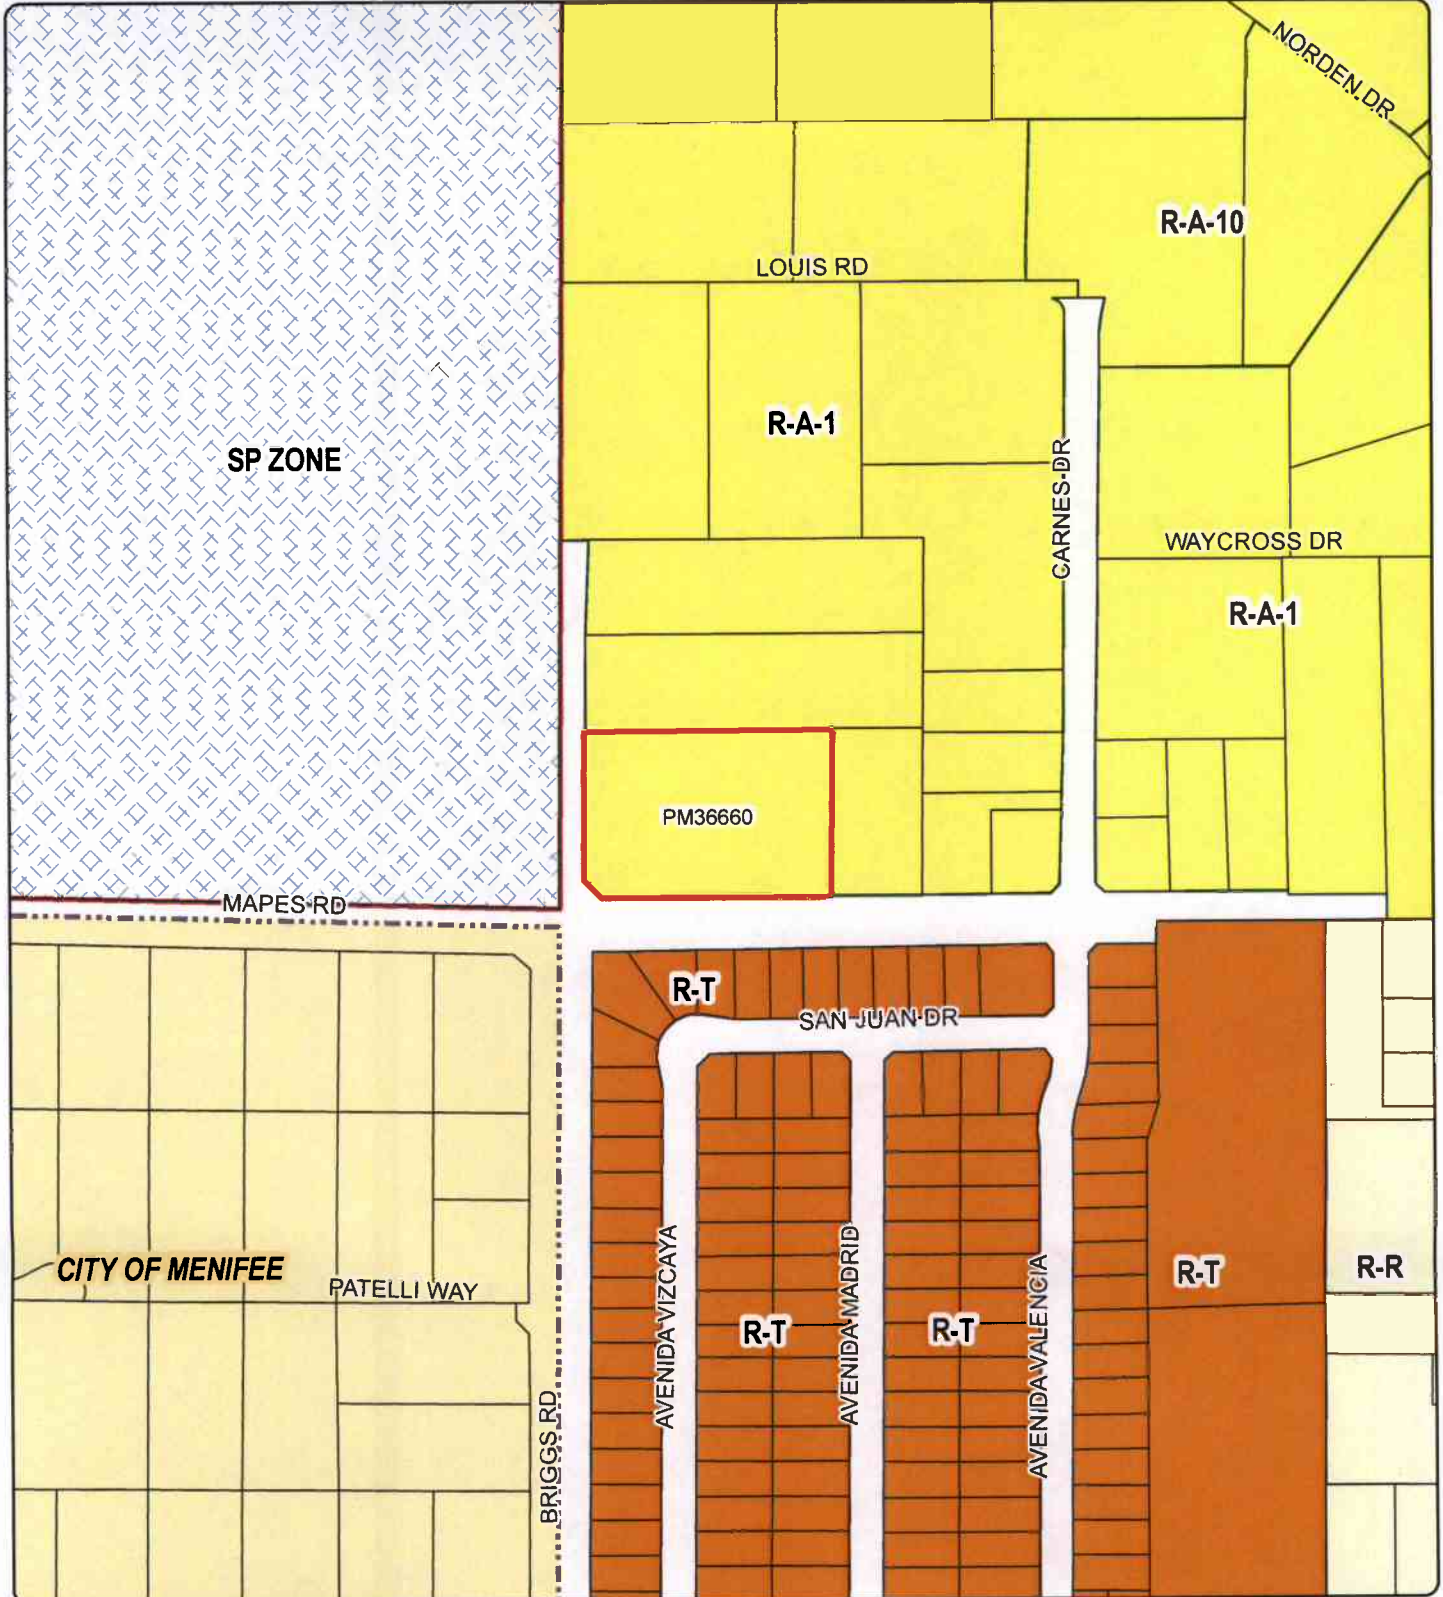 NORDEN DR
R-A-10
LOUIS RD
R-A-1
SP ZONE
CARNES DR
WAYCROSS DR
R-A-1
PM36660
MAPES RD
R-T
SAN JUAN DR
CITY OF MENIFEE
PATELLI WAY
AVENIDA VIZCAYA
AVENIDA MADRID
AVENIDA VALENCIA
R-T
R-R
R-T
R-T
BRIGGS RD